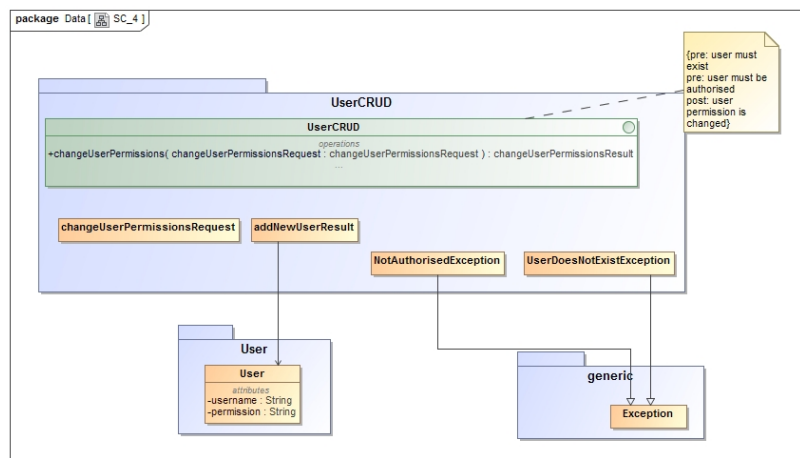 package Data [ SC_4 ]
{pre: user must
exist
pre: user must be
authorised
post: user
permission is
changed}
UserCRUD
UserCRUD
operations
+changeUserPermissions( changeUserPermissionsRequest : changeUserPermissionsRequest ) : changeUserPermissionsResult
...
changeUserPermissionsRequest
addNewUserResult
NotAuthorisedException
UserDoesNotExistException
User
User
attributes
-username : String
-permission : String
generic
Exception